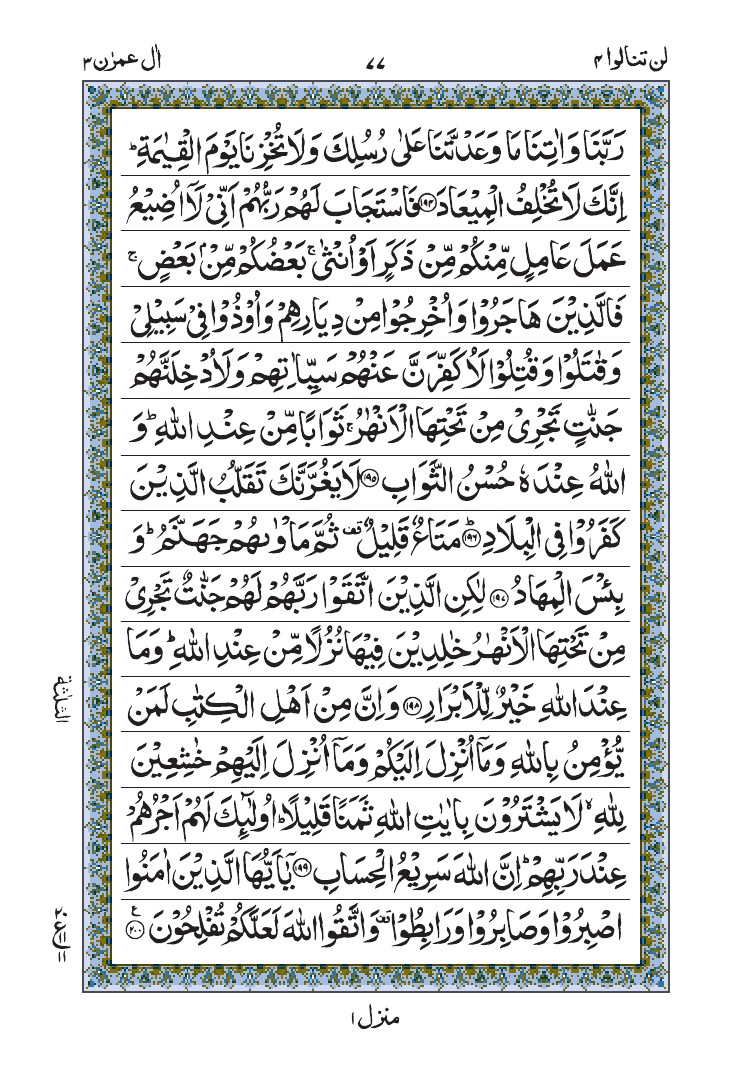 لن تنالوا ۴
۷۷
اٰل عمرٰن ۳
رَبَّنَا وَاٰتِنَا مَا وَعَدْتَّنَا عَلٰى رُسُلِكَ وَلَا تُخْزِنَا يَوْمَ الْقِيٰمَةِ ؕ
اِنَّكَ لَا تُخْلِفُ الْمِيْعَادَ ﴿۱۹۴﴾ فَاسْتَجَابَ لَهُمْ رَبُّهُمْ اَنِّىْ لَاۤ اُضِيْعُ
عَمَلَ عَامِلٍ مِّنْكُمْ مِّنْ ذَكَرٍ اَوْ اُنْثٰى ۚ بَعْضُكُمْ مِّنْۢ بَعْضٍ ۚ
فَالَّذِيْنَ هَاجَرُوْا وَاُخْرِجُوْا مِنْ دِيَارِهِمْ وَاُوْذُوْا فِىْ سَبِيْلِىْ
وَقٰتَلُوْا وَقُتِلُوْا لَاُكَفِّرَنَّ عَنْهُمْ سَيِّاٰتِهِمْ وَلَاُدْخِلَنَّهُمْ
جَنّٰتٍ تَجْرِىْ مِنْ تَحْتِهَا الْاَنْهٰرُ ۚ ثَوَابًا مِّنْ عِنْدِ اللّٰهِ ؕ وَ
اللّٰهُ عِنْدَهٗ حُسْنُ الثَّوَابِ ﴿۱۹۵﴾ لَا يَغُرَّنَّكَ تَقَلُّبُ الَّذِيْنَ
كَفَرُوْا فِى الْبِلَادِ ؕ﴿۱۹۶﴾ مَتَاعٌ قَلِيْلٌ ۟ ثُمَّ مَاْوٰىهُمْ جَهَنَّمُ ؕ وَ
بِئْسَ الْمِهَادُ ﴿۱۹۷﴾ لٰكِنِ الَّذِيْنَ اتَّقَوْا رَبَّهُمْ لَهُمْ جَنّٰتٌ تَجْرِىْ
مِنْ تَحْتِهَا الْاَنْهٰرُ خٰلِدِيْنَ فِيْهَا نُزُلًا مِّنْ عِنْدِ اللّٰهِ ؕ وَمَا
عِنْدَ اللّٰهِ خَيْرٌ لِّلْاَبْرَارِ ﴿۱۹۸﴾ وَاِنَّ مِنْ اَهْلِ الْكِتٰبِ لَمَنْ
يُّؤْمِنُ بِاللّٰهِ وَمَاۤ اُنْزِلَ اِلَيْكُمْ وَمَاۤ اُنْزِلَ اِلَيْهِمْ خٰشِعِيْنَ
لِلّٰهِ ۙ لَا يَشْتَرُوْنَ بِاٰيٰتِ اللّٰهِ ثَمَنًا قَلِيْلًا ؕ اُولٰٓئِكَ لَهُمْ اَجْرُهُمْ
عِنْدَ رَبِّهِمْ ؕ اِنَّ اللّٰهَ سَرِيْعُ الْحِسَابِ ﴿۱۹۹﴾ يٰۤاَيُّهَا الَّذِيْنَ اٰمَنُوا
اصْبِرُوْا وَصَابِرُوْا وَرَابِطُوْا ۟ وَاتَّقُوا اللّٰهَ لَعَلَّكُمْ تُفْلِحُوْنَ ﴿۲۰۰﴾ ع
الثلٰثة
منزل ۱